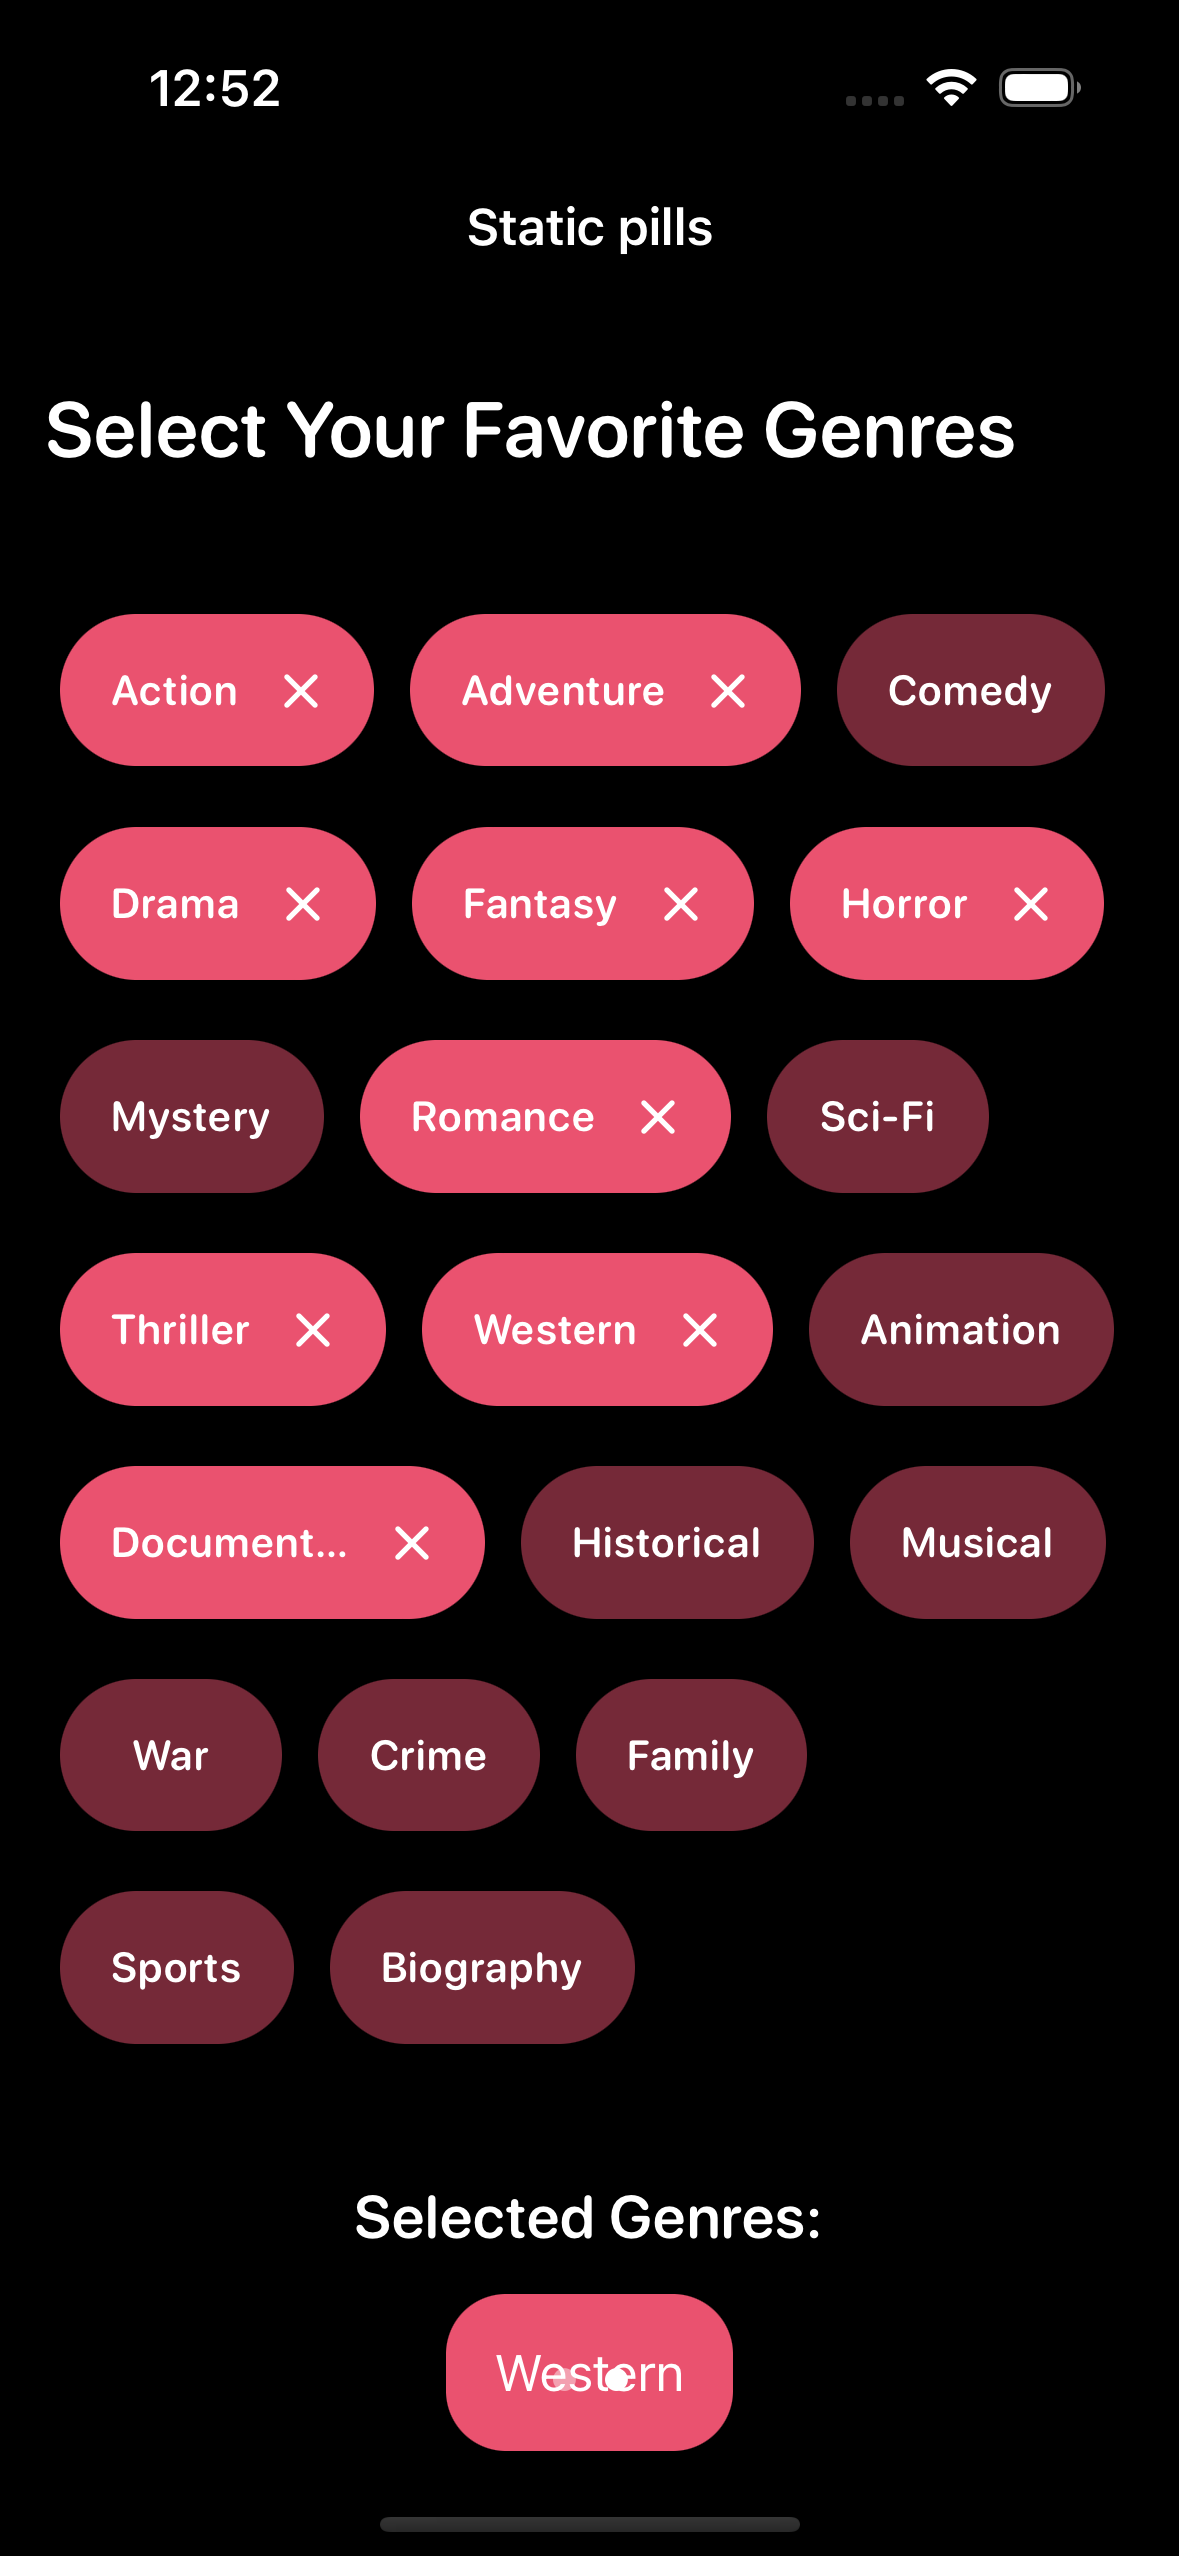 12:52
Static pills
Select Your Favorite Genres
Action Adventure Comedy
Drama Fantasy Horror
Mystery Romance Sci-Fi
Thriller Western Animation
Document... Historical Musical
War Crime Family
Sports Biography
Selected Genres:
Western